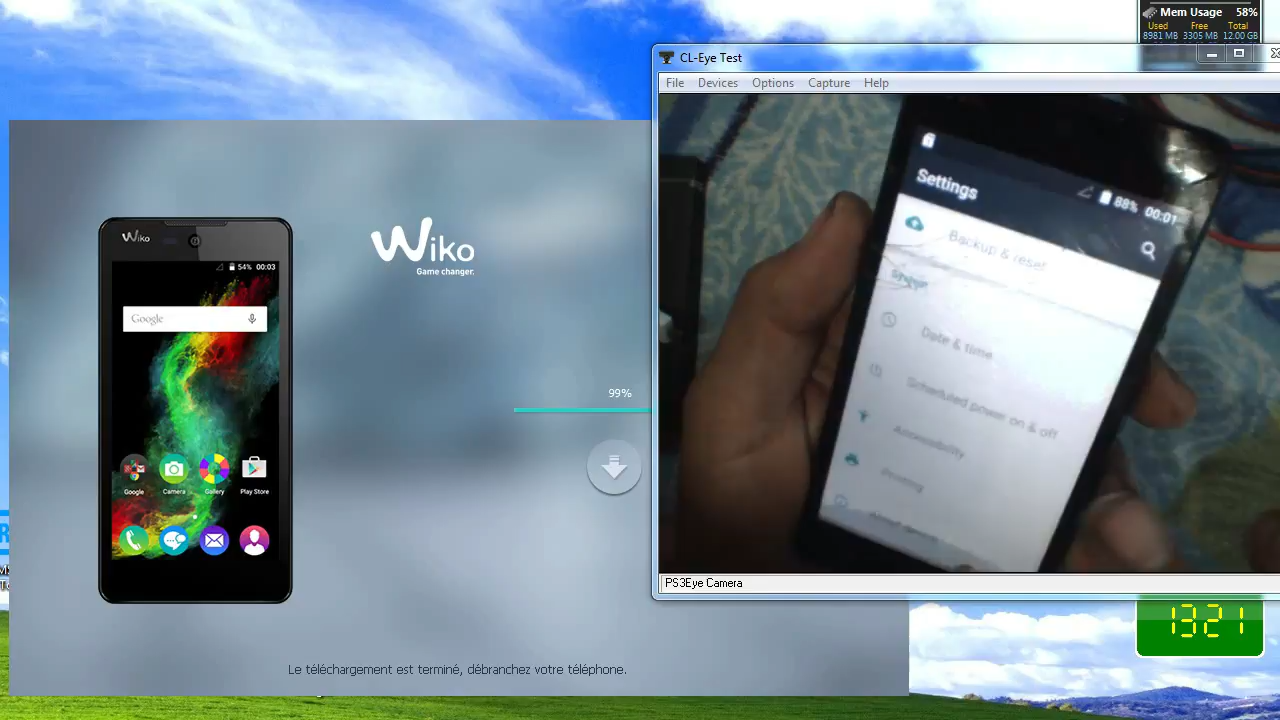 Mem Usage 58%
Used Free Total
8981 MB 3305 MB 12.00 GB
CL-Eye Test
File Devices Options Capture Help
88% 00:01
Settings
Backup & reset
Date & time
Scheduled power on & off
Accessibility
Printing
PS3Eye Camera
Wiko
54% 00:03
Google
Google Camera Gallery Play Store
Wiko
Game changer.
99%
Le téléchargement est terminé, débranchez votre téléphone.
1321